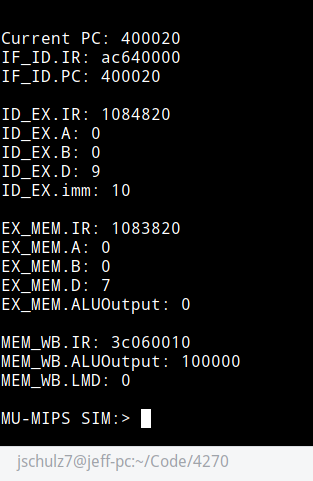 Current PC: 400020
IF_ID.IR: ac640000
IF_ID.PC: 400020
ID_EX.IR: 1084820
ID_EX.A: 0
ID_EX.B: 0
ID_EX.D: 9
ID_EX.imm: 10
EX_MEM.IR: 1083820
EX_MEM.A: 0
EX_MEM.B: 0
EX_MEM.D: 7
EX_MEM.ALUOutput: 0
MEM_WB.IR: 3c060010
MEM_WB.ALUOutput: 100000
MEM_WB.LMD: 0
MU-MIPS SIM:>
jschulz7@jeff-pc:~/Code/4270